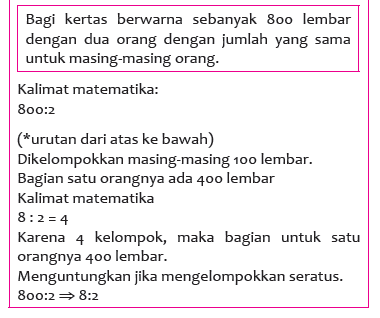 Bagi kertas berwarna sebanyak 800 lembar
dengan dua orang dengan jumlah yang sama
untuk masing-masing orang.
Kalimat matematika:
800:2
(*urutan dari atas ke bawah)
Dikelompokkan masing-masing 100 lembar.
Bagian satu orangnya ada 400 lembar
Kalimat matematika
8 : 2 = 4
Karena 4 kelompok, maka bagian untuk satu
orangnya 400 lembar.
Menguntungkan jika mengelompokkan seratus.
800:2 ⇒ 8:2